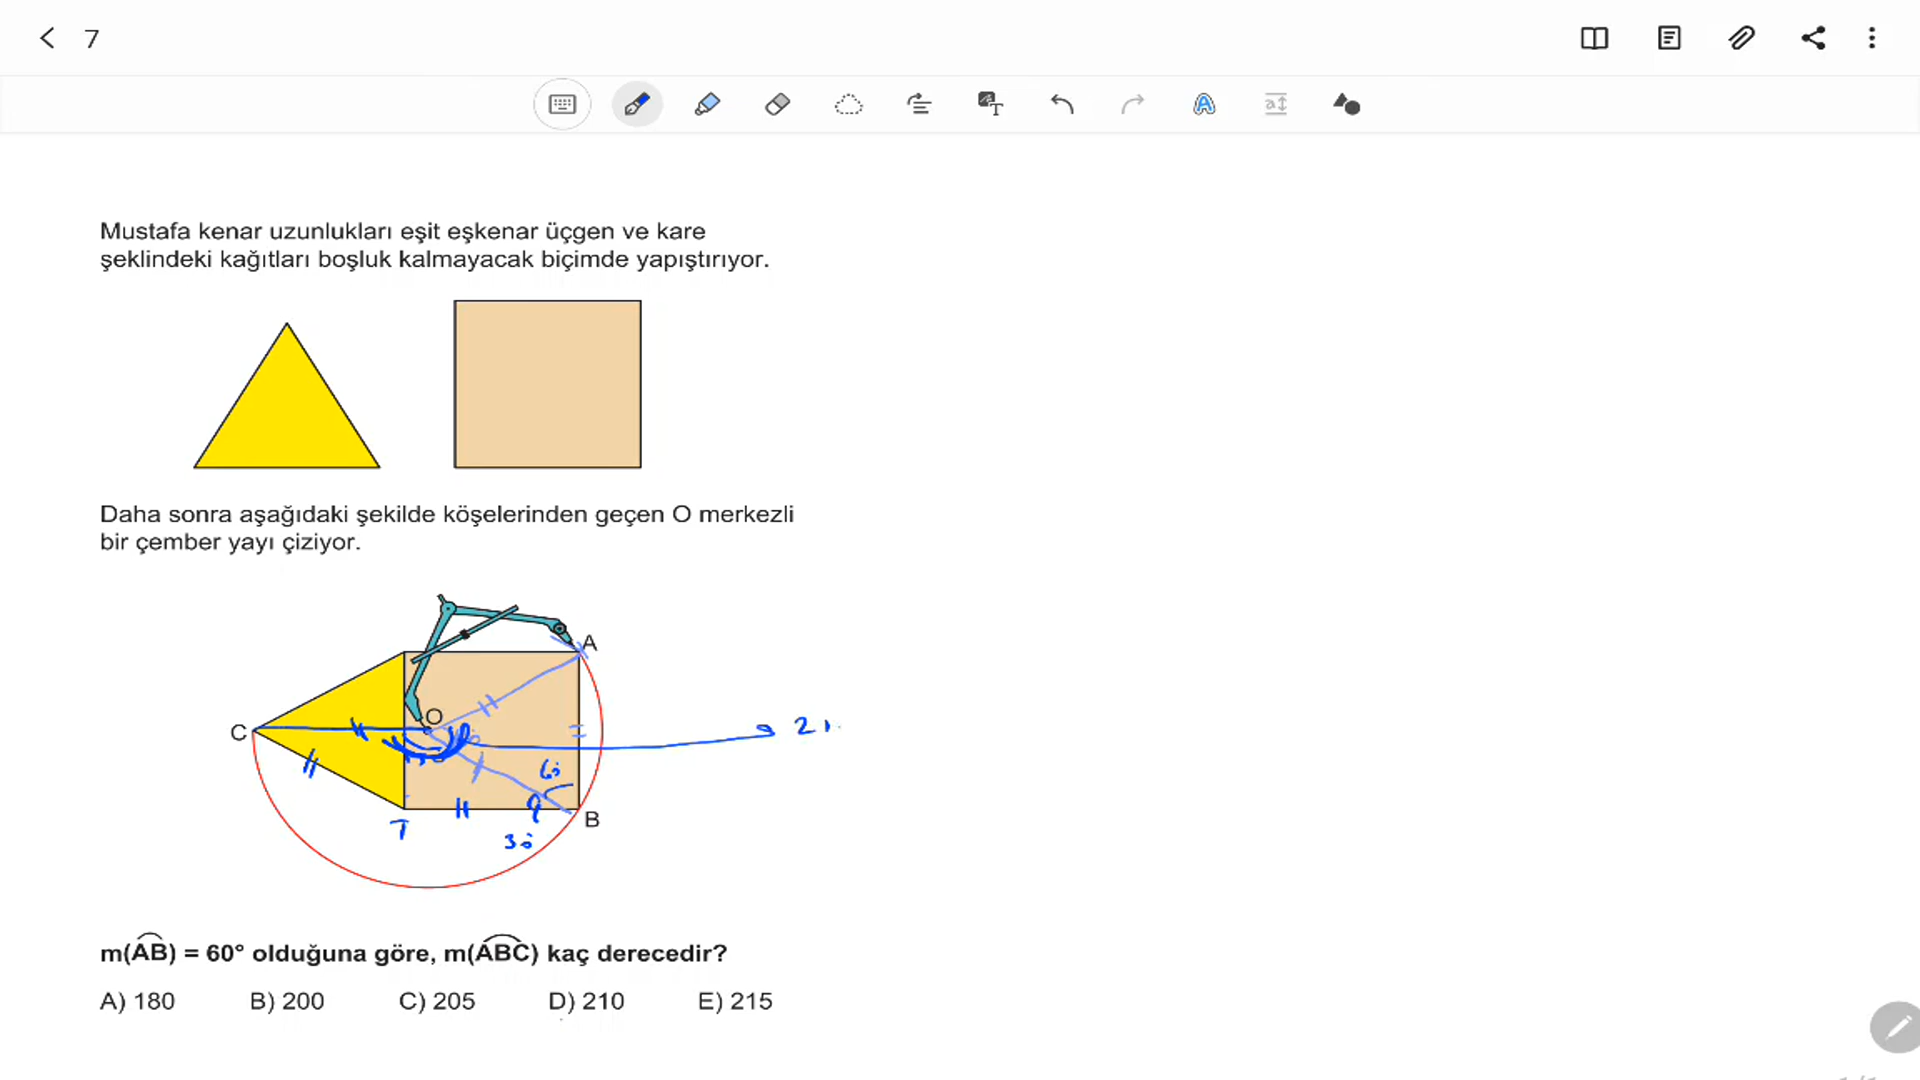 7
Mustafa kenar uzunlukları eşit eşkenar üçgen ve kare
şeklindeki kağıtları boşluk kalmayacak biçimde yapıştırıyor.
Daha sonra aşağıdaki şekilde köşelerinden geçen O merkezli
bir çember yayı çiziyor.
A
O
C
21
60
B
T
30
m(AB) = 60° olduğuna göre, m(ABC) kaç derecedir?
A) 180 B) 200 C) 205 D) 210 E) 215